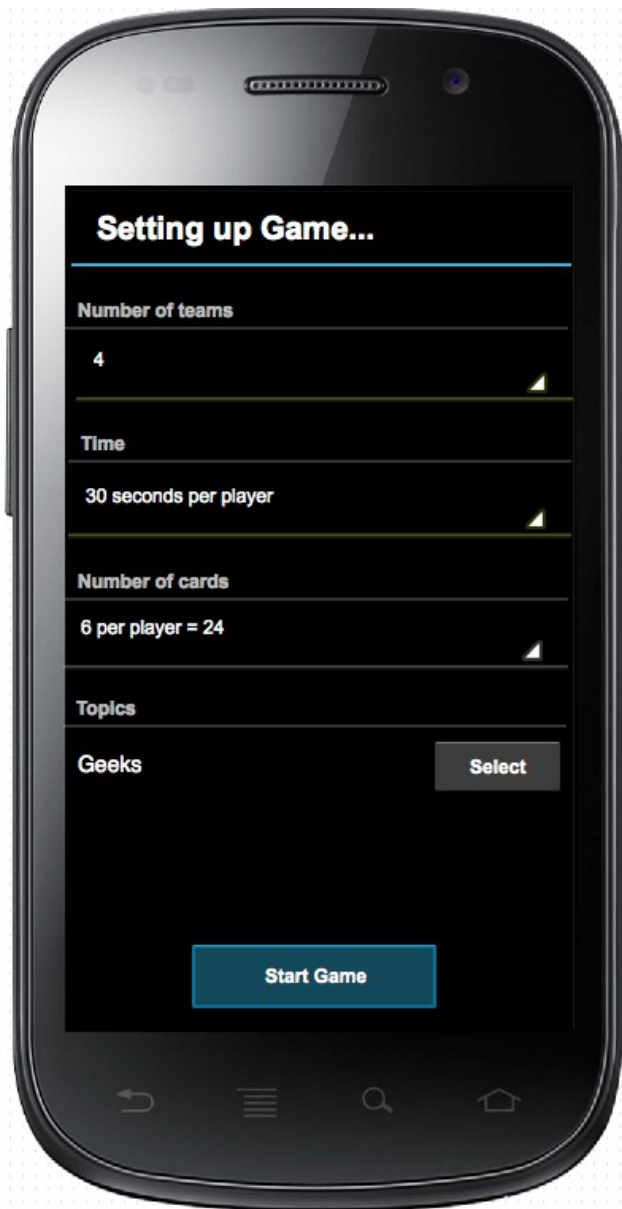 Setting up Game...
Number of teams
4
Time
30 seconds per player
Number of cards
6 per player = 24
Topics
Geeks
Select
Start Game